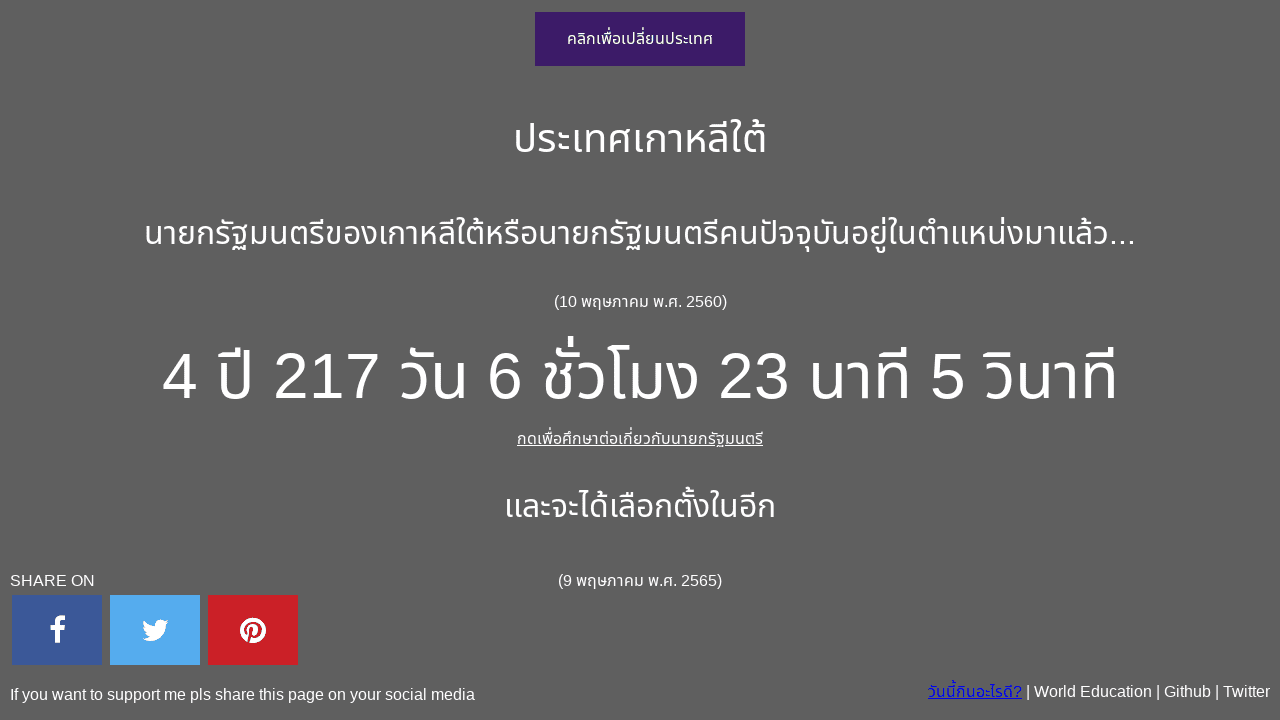 คลิกเพื่อเปลี่ยนประเทศ
ประเทศเกาหลีใต้
นายกรัฐมนตรีของเกาหลีใต้หรือนายกรัฐมนตรีคนปัจจุบันอยู่ในตำแหน่งมาแล้ว...
(10 พฤษภาคม พ.ศ. 2560)
4 ปี 217 วัน 6 ชั่วโมง 23 นาที 5 วินาที
กดเพื่อศึกษาต่อเกี่ยวกับนายกรัฐมนตรี
และจะได้เลือกตั้งในอีก
(9 พฤษภาคม พ.ศ. 2565)
SHARE ON
If you want to support me pls share this page on your social media
วันนี้กินอะไรดี? | World Education | Github | Twitter